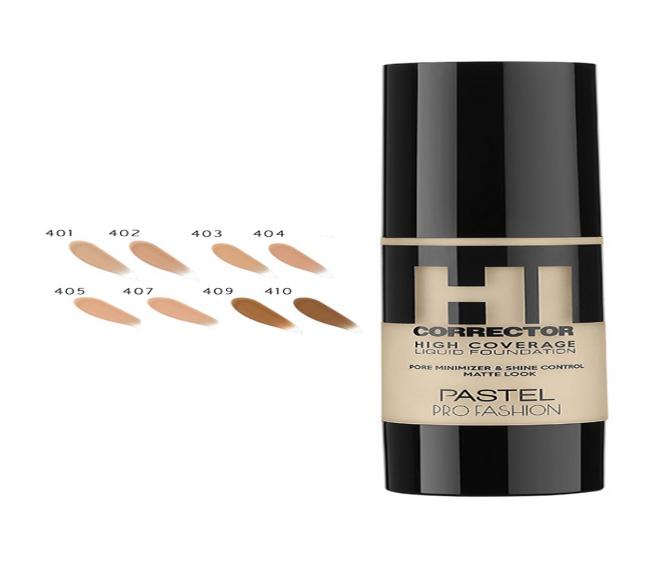 401 402 403 404
405 407 409 410
HI
CORRECTOR
HIGH COVERAGE
LIQUID FOUNDATION
PORE MINIMIZER & SHINE CONTROL
MATTE LOOK
PASTEL
PRO FASHION